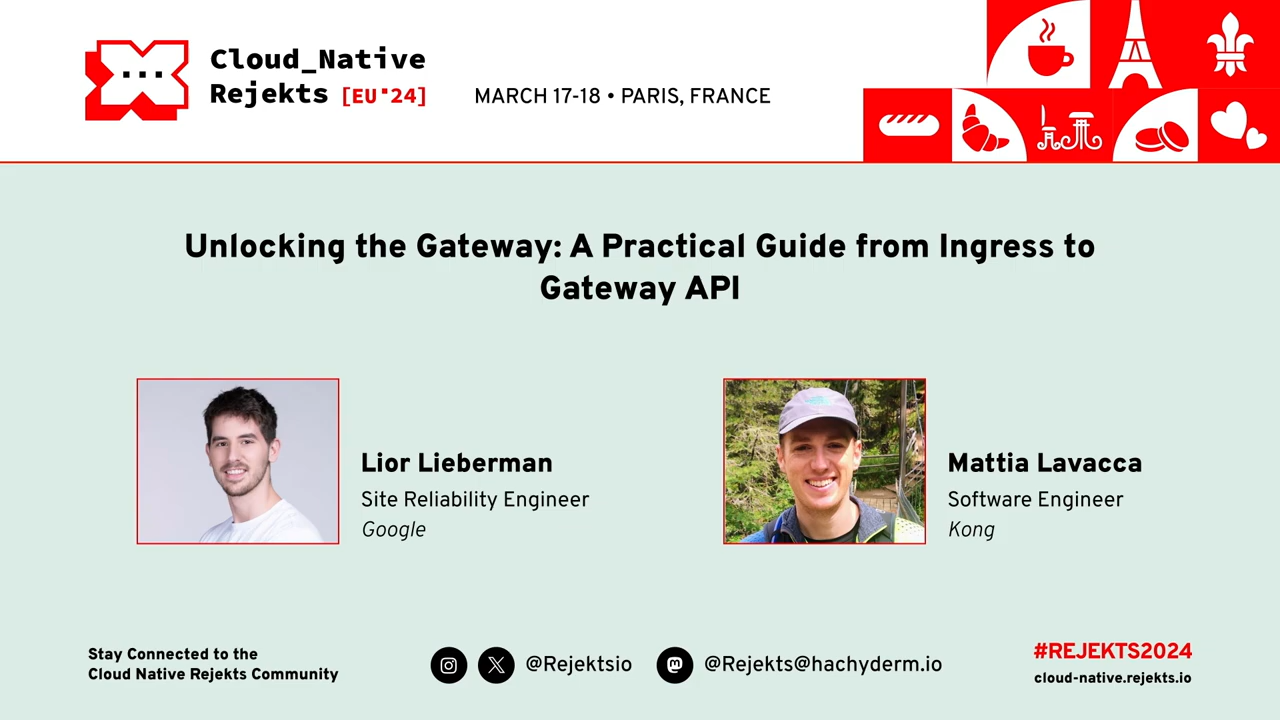 Cloud_Native
Rejekts [EU'24]
MARCH 17-18 • PARIS, FRANCE
Unlocking the Gateway: A Practical Guide from Ingress to
Gateway API
Lior Lieberman
Site Reliability Engineer
Google
Mattia Lavacca
Software Engineer
Kong
Stay Connected to the
Cloud Native Rejekts Community
@Rejektsio
@Rejekts@hachyderm.io
#REJEKTS2024
cloud-native.rejekts.io